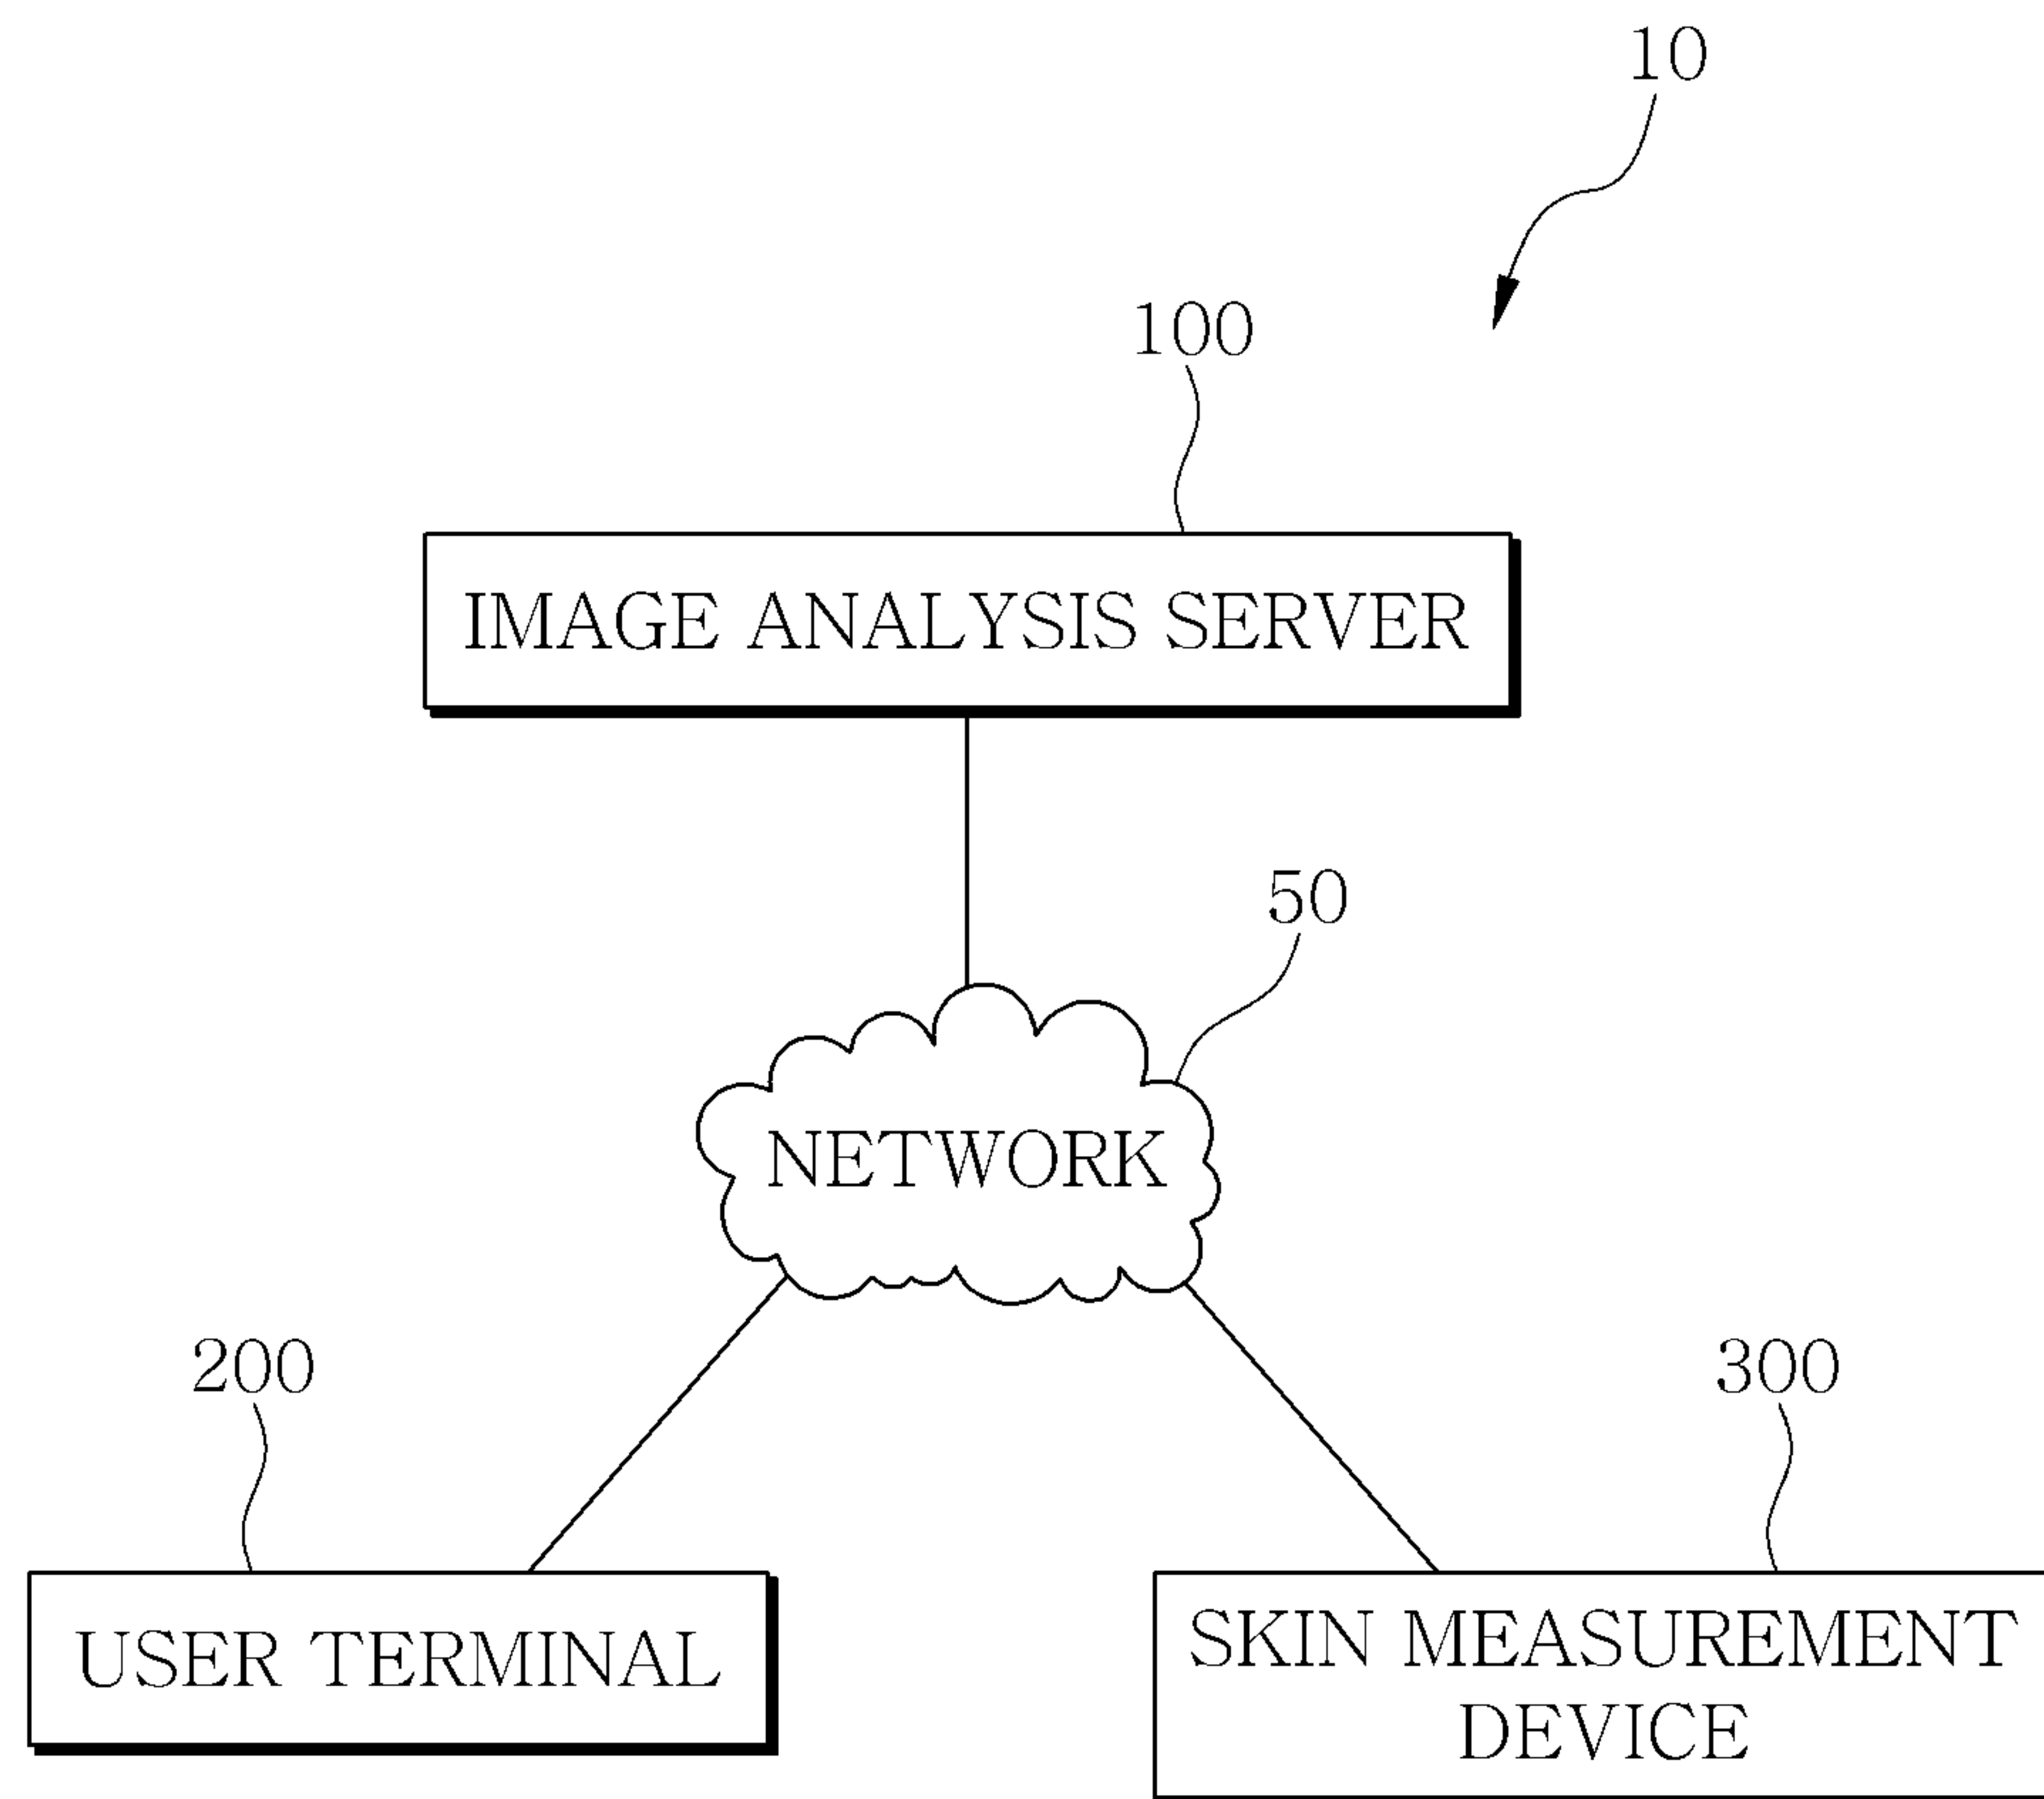 10
100
IMAGE ANALYSIS SERVER
50
NETWORK
200
300
USER TERMINAL
SKIN MEASUREMENT
DEVICE